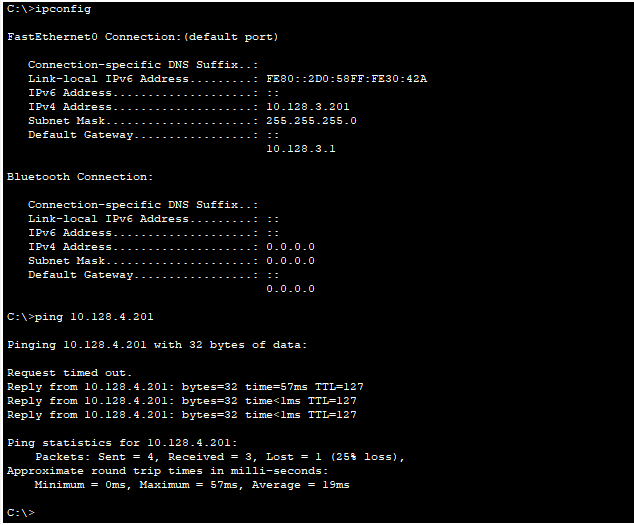 C:\>ipconfig
FastEthernet0 Connection:(default port)
Connection-specific DNS Suffix..:
Link-local IPv6 Address.........: FE80::2D0:58FF:FE30:42A
IPv6 Address....................: ::
IPv4 Address....................: 10.128.3.201
Subnet Mask.....................: 255.255.255.0
Default Gateway.................: ::
10.128.3.1
Bluetooth Connection:
Connection-specific DNS Suffix..:
Link-local IPv6 Address.........: ::
IPv6 Address....................: ::
IPv4 Address....................: 0.0.0.0
Subnet Mask.....................: 0.0.0.0
Default Gateway.................: ::
0.0.0.0
C:\>ping 10.128.4.201
Pinging 10.128.4.201 with 32 bytes of data:
Request timed out.
Reply from 10.128.4.201: bytes=32 time=57ms TTL=127
Reply from 10.128.4.201: bytes=32 time<1ms TTL=127
Reply from 10.128.4.201: bytes=32 time<1ms TTL=127
Ping statistics for 10.128.4.201:
Packets: Sent = 4, Received = 3, Lost = 1 (25% loss),
Approximate round trip times in milli-seconds:
Minimum = 0ms, Maximum = 57ms, Average = 19ms
C:\>